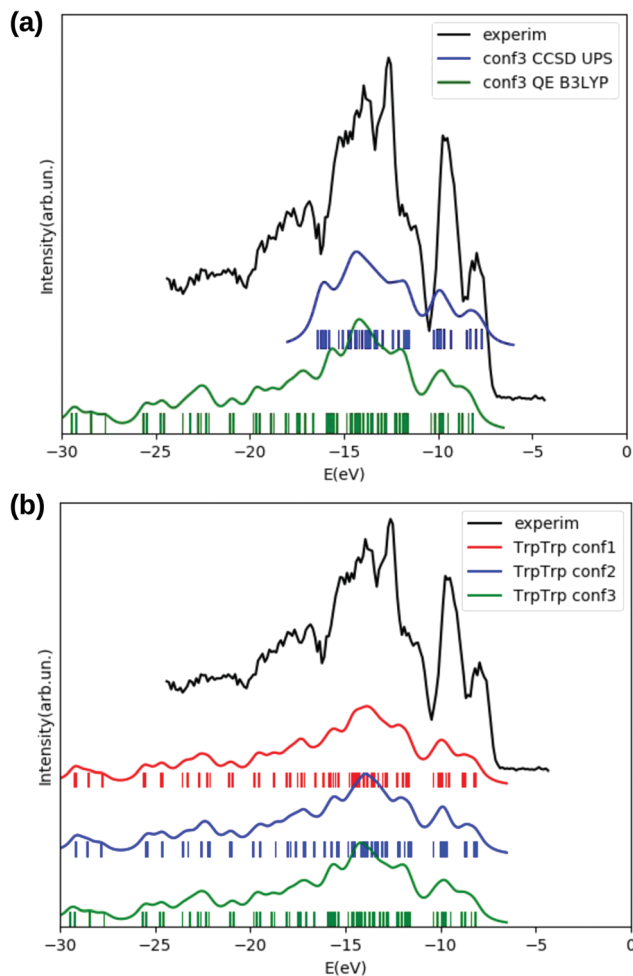 (a)
experim
conf3 CCSD UPS
conf3 QE B3LYP
Intensity(arb.un.)
−30 −25 −20 −15 −10 −5 0
E(eV)
(b)
experim
TrpTrp conf1
TrpTrp conf2
TrpTrp conf3
Intensity(arb.un.)
−30 −25 −20 −15 −10 −5 0
E(eV)